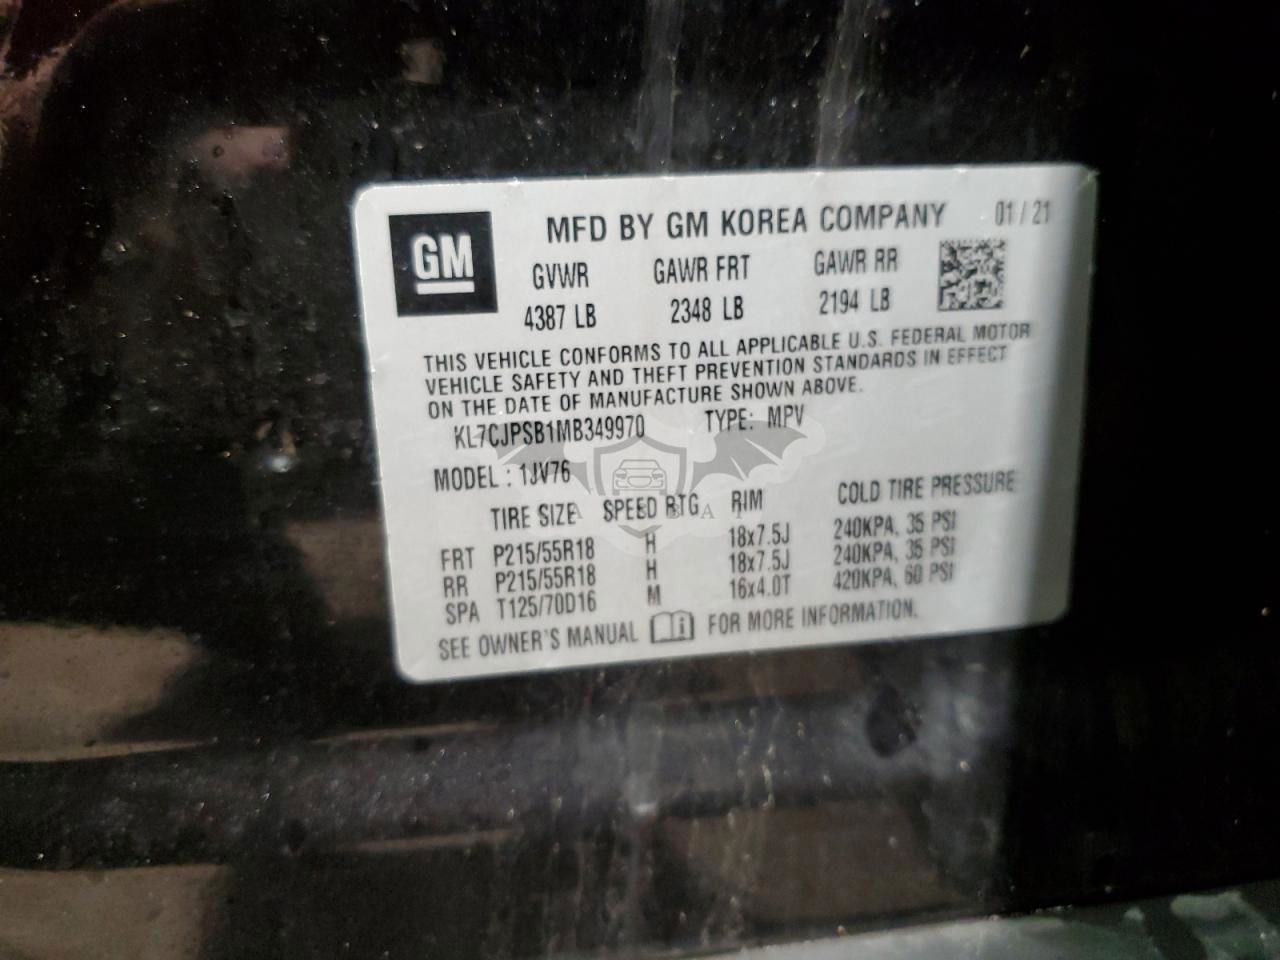 GM
MFD BY GM KOREA COMPANY 01 / 21
GVWR GAWR FRT GAWR RR
4387 LB 2348 LB 2194 LB
THIS VEHICLE CONFORMS TO ALL APPLICABLE U.S. FEDERAL MOTOR
VEHICLE SAFETY AND THEFT PREVENTION STANDARDS IN EFFECT
ON THE DATE OF MANUFACTURE SHOWN ABOVE.
KL7CJPSB1MB349970 TYPE: MPV
MODEL : 1JV76
TIRE SIZE SPEED RTG RIM COLD TIRE PRESSURE
FRT P215/55R18 H 18x7.5J 240KPA, 35 PSI
RR P215/55R18 H 18x7.5J 240KPA, 35 PSI
SPA T125/70D16 M 16x4.0T 420KPA, 60 PSI
SEE OWNER'S MANUAL i FOR MORE INFORMATION.